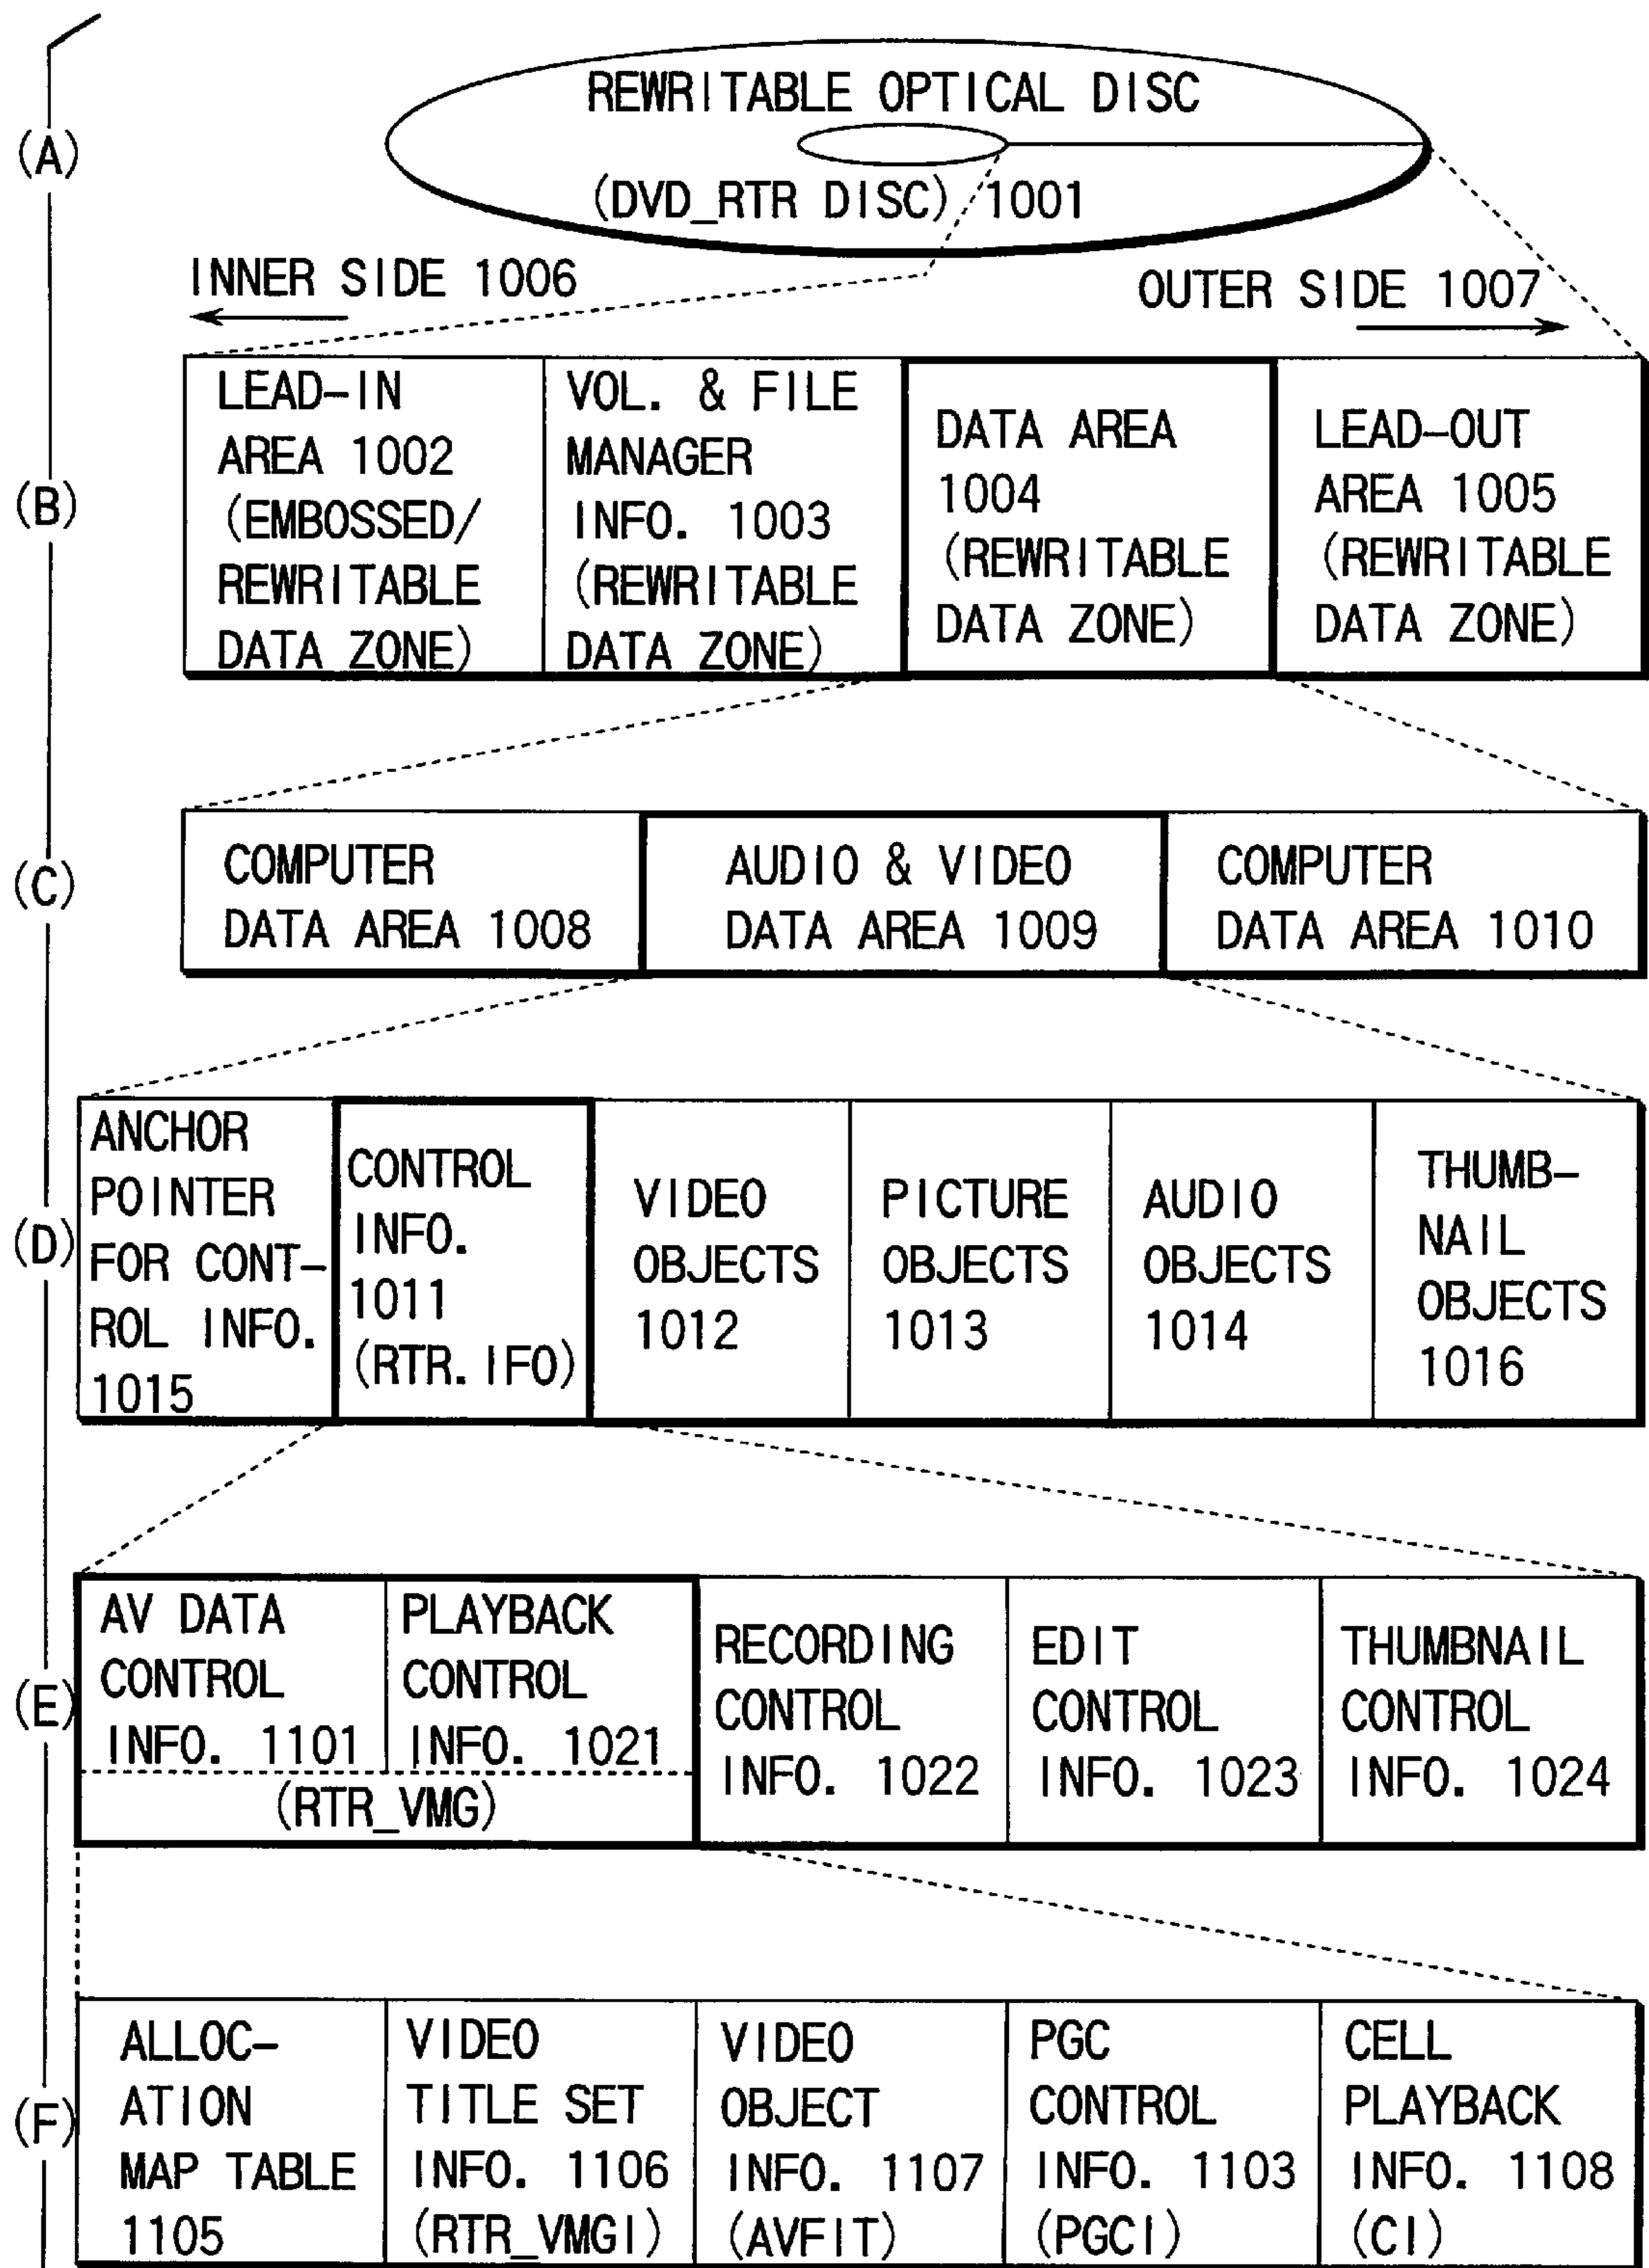 (A)
REWRITABLE OPTICAL DISC
(DVD_RTR DISC) 1001
INNER SIDE 1006
OUTER SIDE 1007
(B)
LEAD-IN
AREA 1002
(EMBOSSED/
REWRITABLE
DATA ZONE)
VOL. & FILE
MANAGER
INFO. 1003
(REWRITABLE
DATA ZONE)
DATA AREA
1004
(REWRITABLE
DATA ZONE)
LEAD-OUT
AREA 1005
(REWRITABLE
DATA ZONE)
(C)
COMPUTER
DATA AREA 1008
AUDIO & VIDEO
DATA AREA 1009
COMPUTER
DATA AREA 1010
(D)
ANCHOR
POINTER
FOR CONT-
ROL INFO.
1015
CONTROL
INFO.
1011
(RTR.IFO)
VIDEO
OBJECTS
1012
PICTURE
OBJECTS
1013
AUDIO
OBJECTS
1014
THUMB-
NAIL
OBJECTS
1016
(E)
AV DATA
CONTROL
INFO. 1101
PLAYBACK
CONTROL
INFO. 1021
(RTR_VMG)
RECORDING
CONTROL
INFO. 1022
EDIT
CONTROL
INFO. 1023
THUMBNAIL
CONTROL
INFO. 1024
(F)
ALLOC-
ATION
MAP TABLE
1105
VIDEO
TITLE SET
INFO. 1106
(RTR_VMGI)
VIDEO
OBJECT
INFO. 1107
(AVFIT)
PGC
CONTROL
INFO. 1103
(PGCI)
CELL
PLAYBACK
INFO. 1108
(CI)